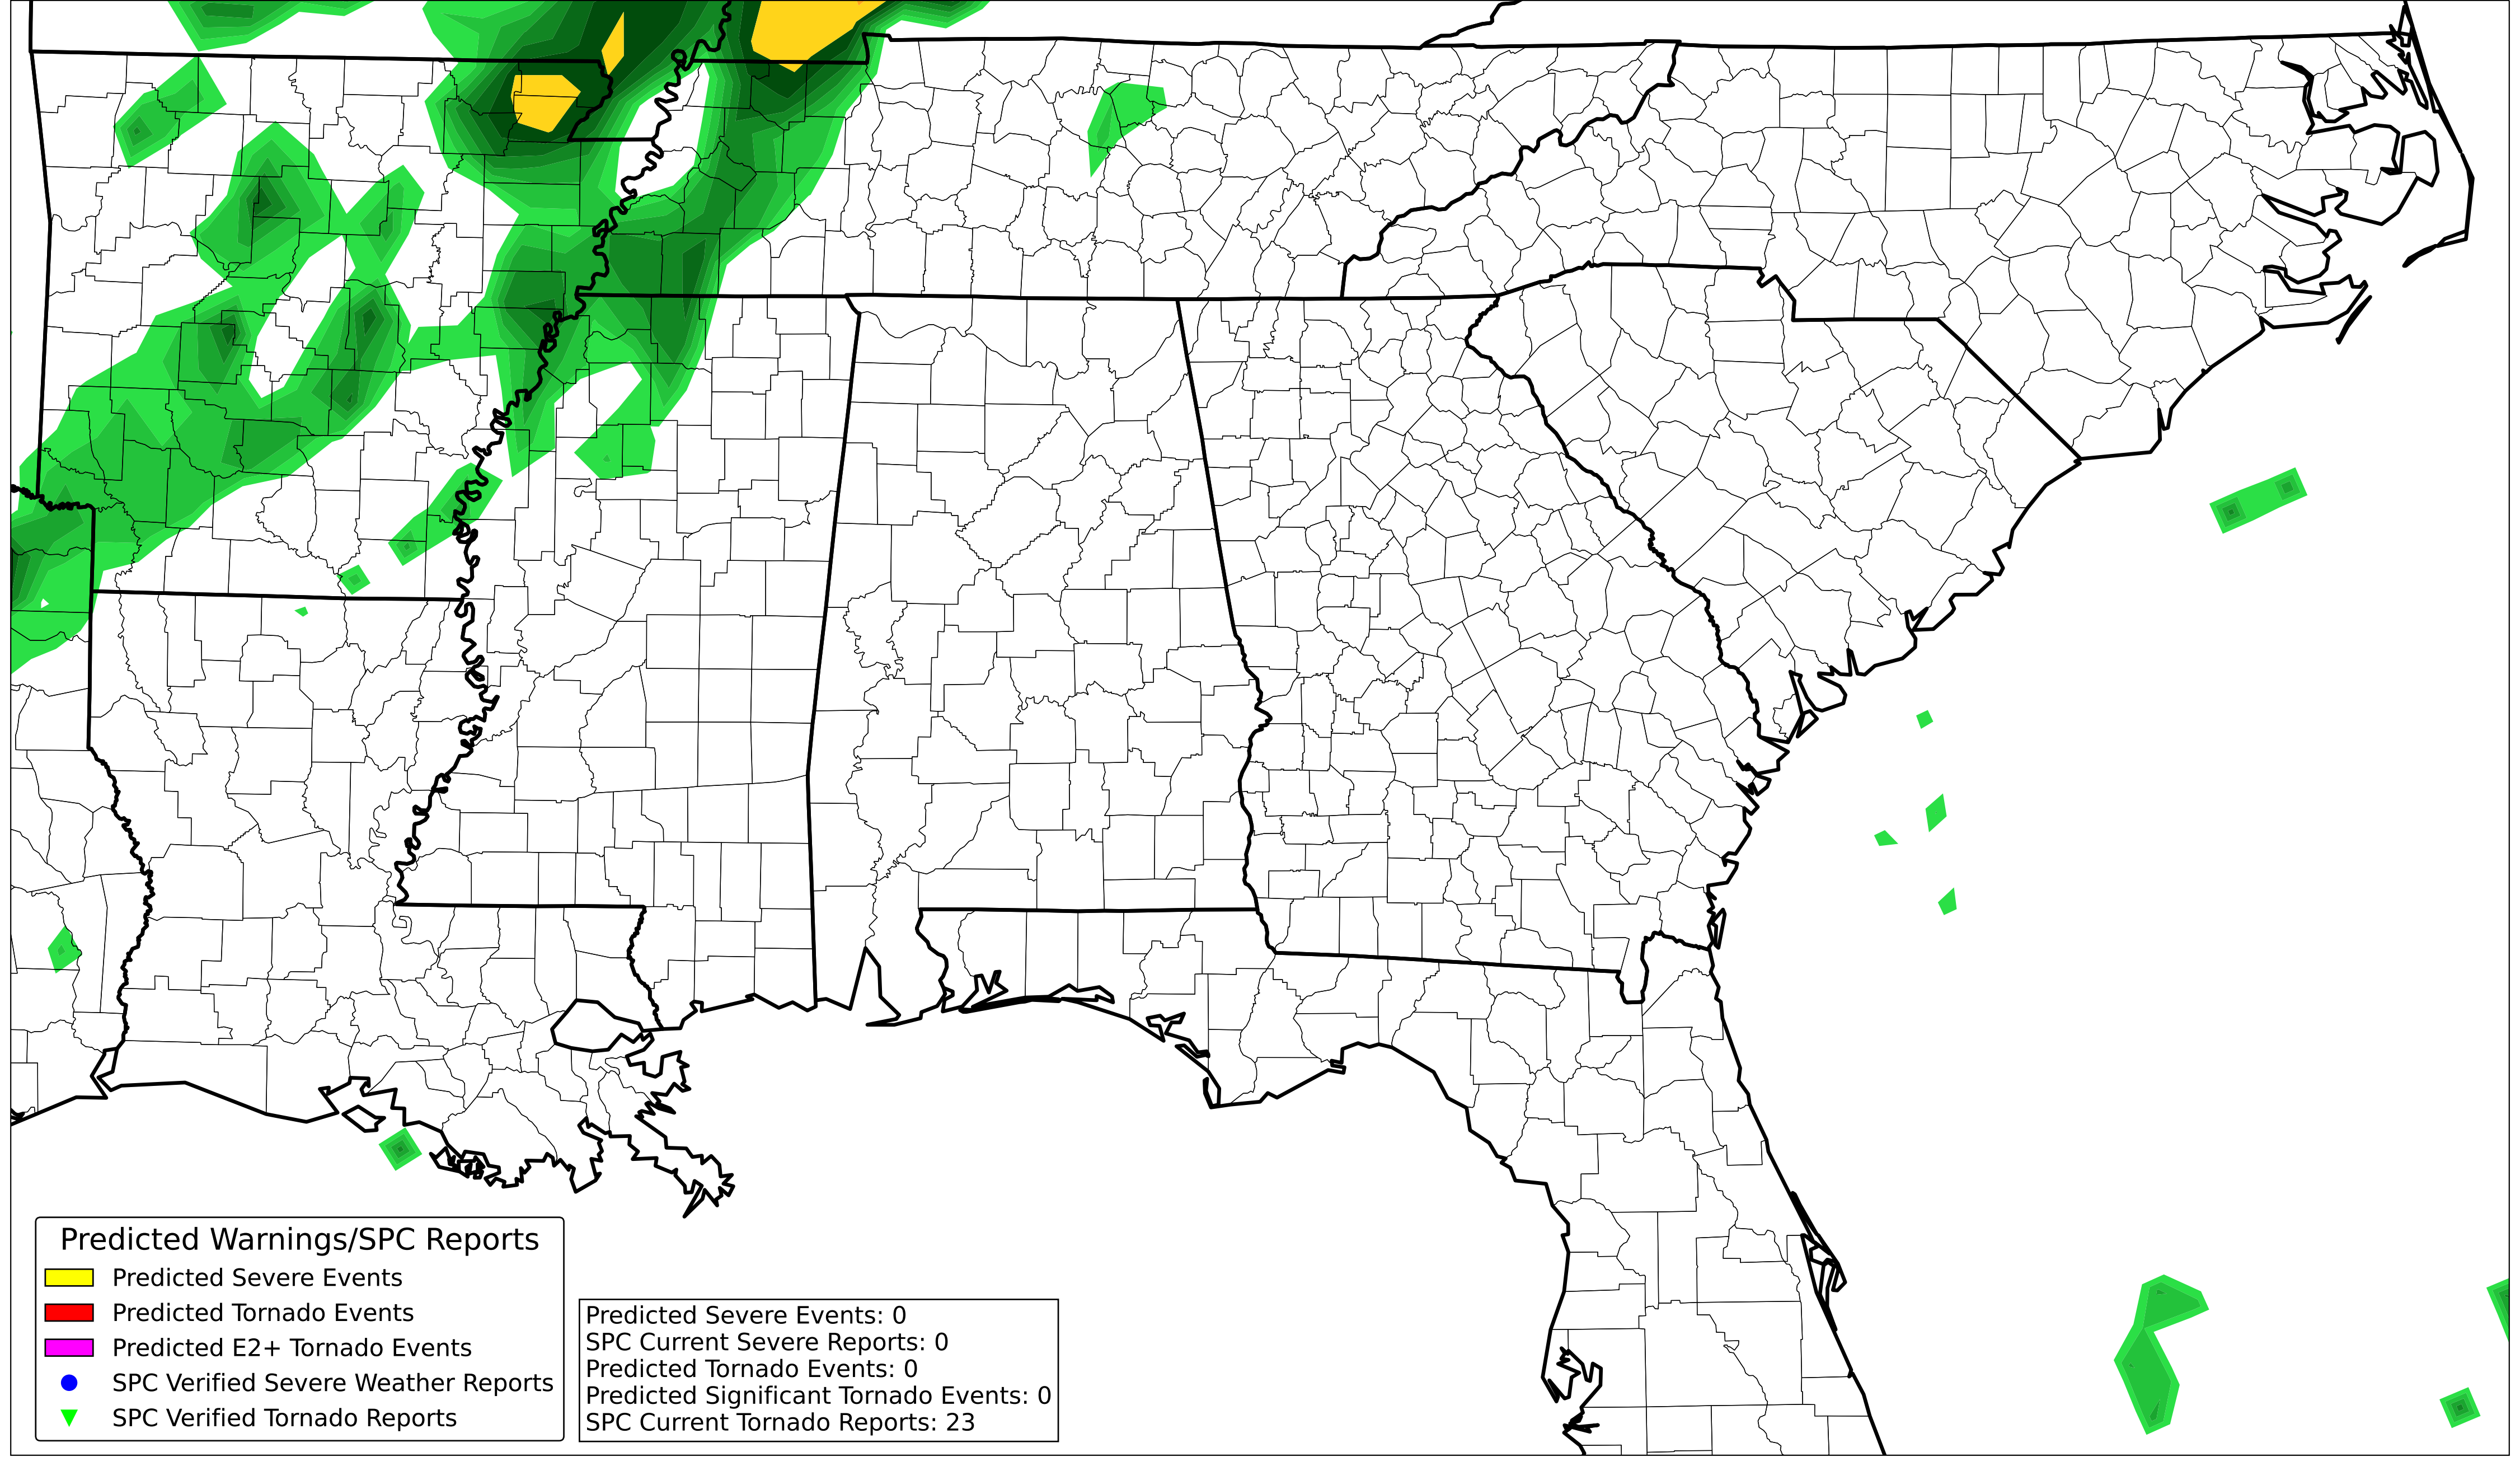 Predicted Warnings/SPC Reports
Predicted Severe Events
Predicted Tornado Events
Predicted E2+ Tornado Events
SPC Verified Severe Weather Reports
SPC Verified Tornado Reports
Predicted Severe Events: 0
SPC Current Severe Reports: 0
Predicted Tornado Events: 0
Predicted Significant Tornado Events: 0
SPC Current Tornado Reports: 23